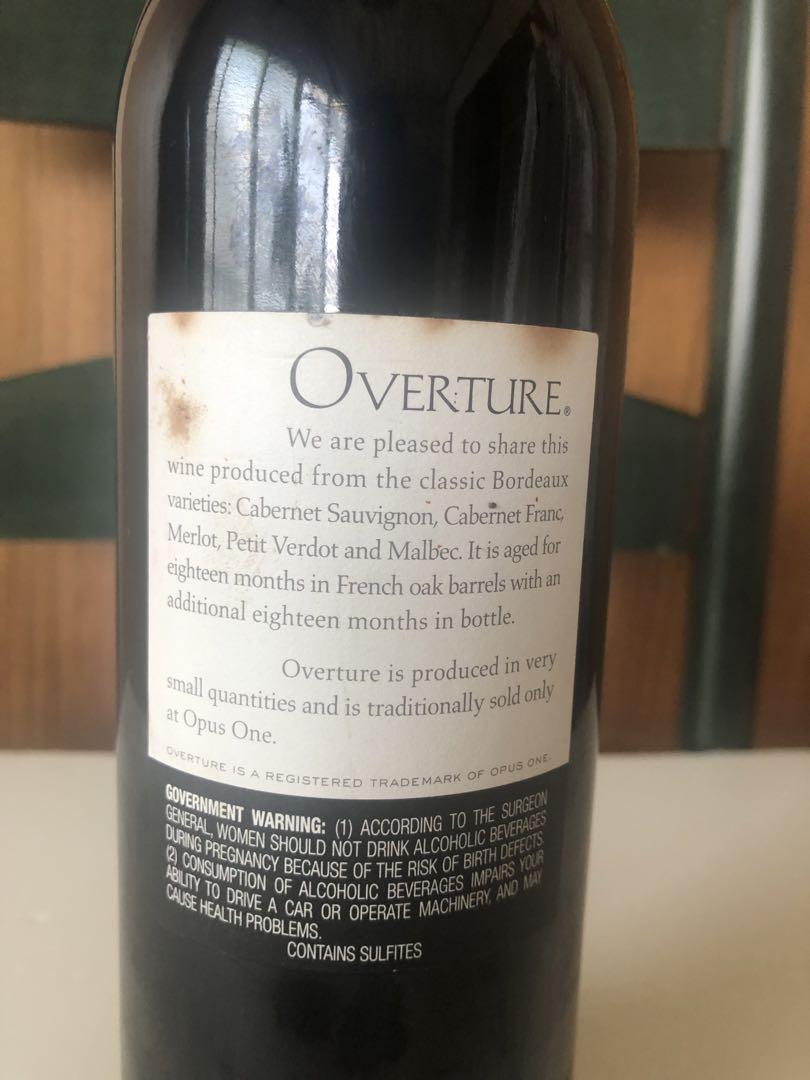 OVERTURE®
We are pleased to share this
wine produced from the classic Bordeaux
varieties: Cabernet Sauvignon, Cabernet Franc,
Merlot, Petit Verdot and Malbec. It is aged for
eighteen months in French oak barrels with an
additional eighteen months in bottle.
Overture is produced in very
small quantities and is traditionally sold only
at Opus One.
OVERTURE IS A REGISTERED TRADEMARK OF OPUS ONE.
GOVERNMENT WARNING: (1) ACCORDING TO THE SURGEON
GENERAL, WOMEN SHOULD NOT DRINK ALCOHOLIC BEVERAGES
DURING PREGNANCY BECAUSE OF THE RISK OF BIRTH DEFECTS.
(2) CONSUMPTION OF ALCOHOLIC BEVERAGES IMPAIRS YOUR
ABILITY TO DRIVE A CAR OR OPERATE MACHINERY, AND MAY
CAUSE HEALTH PROBLEMS.
CONTAINS SULFITES